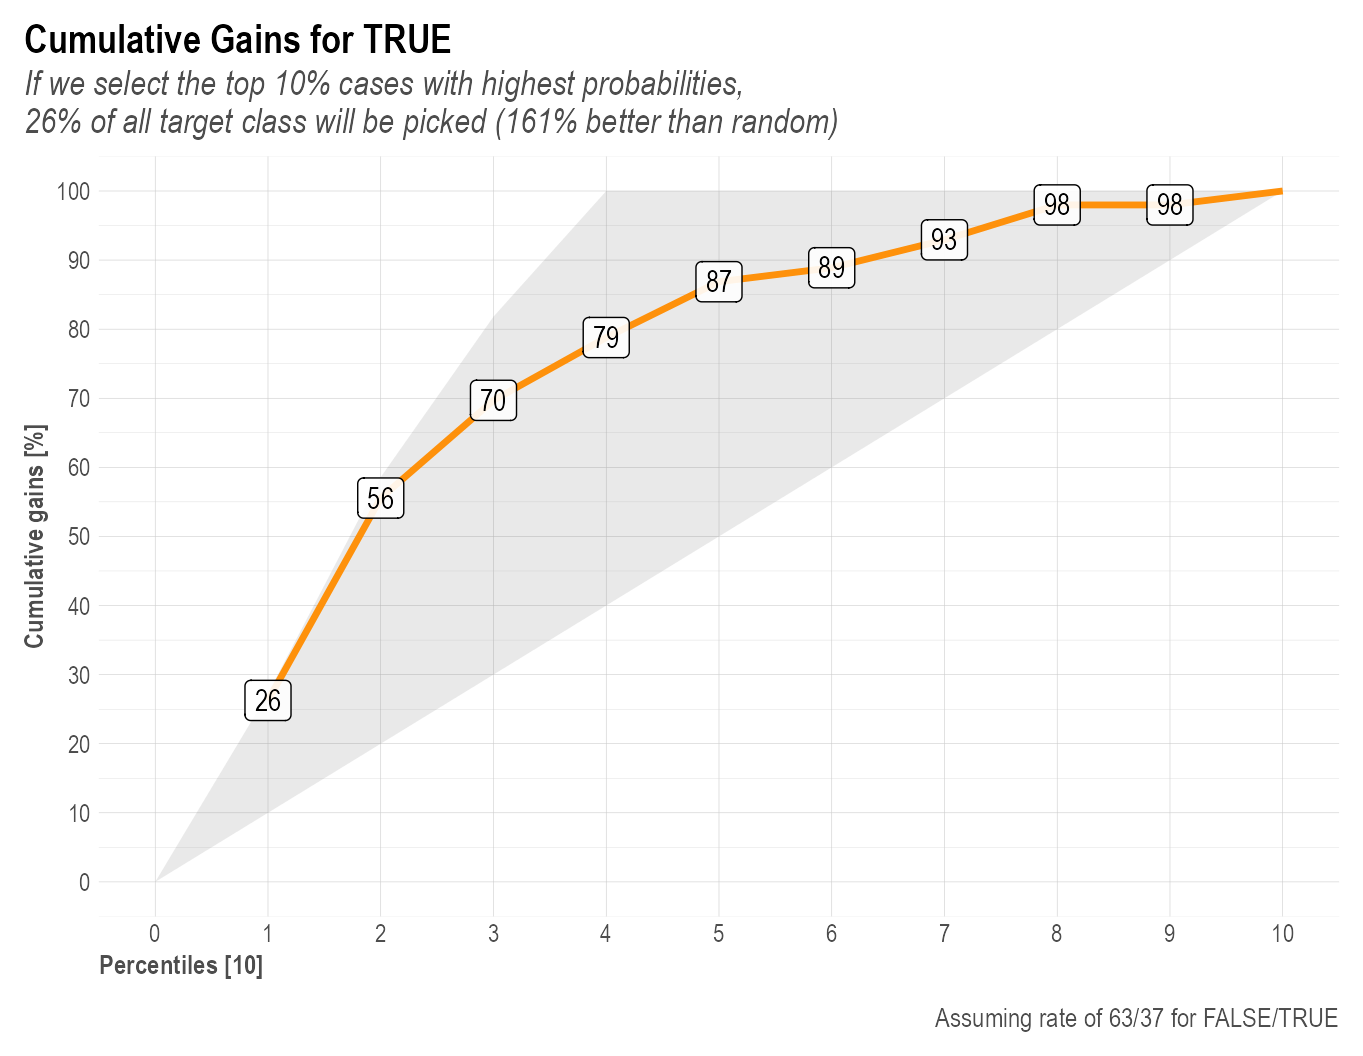 Cumulative Gains for TRUE
If we select the top 10% cases with highest probabilities,
26% of all target class will be picked (161% better than random)
Cumulative gains [%]
100
90
80
70
60
50
40
30
20
10
0
26
56
70
79
87
89
93
98
98
0 1 2 3 4 5 6 7 8 9 10
Percentiles [10]
Assuming rate of 63/37 for FALSE/TRUE